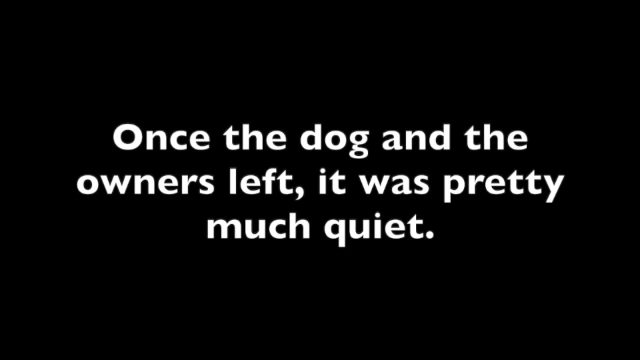 Once the dog and the
owners left, it was pretty
much quiet.